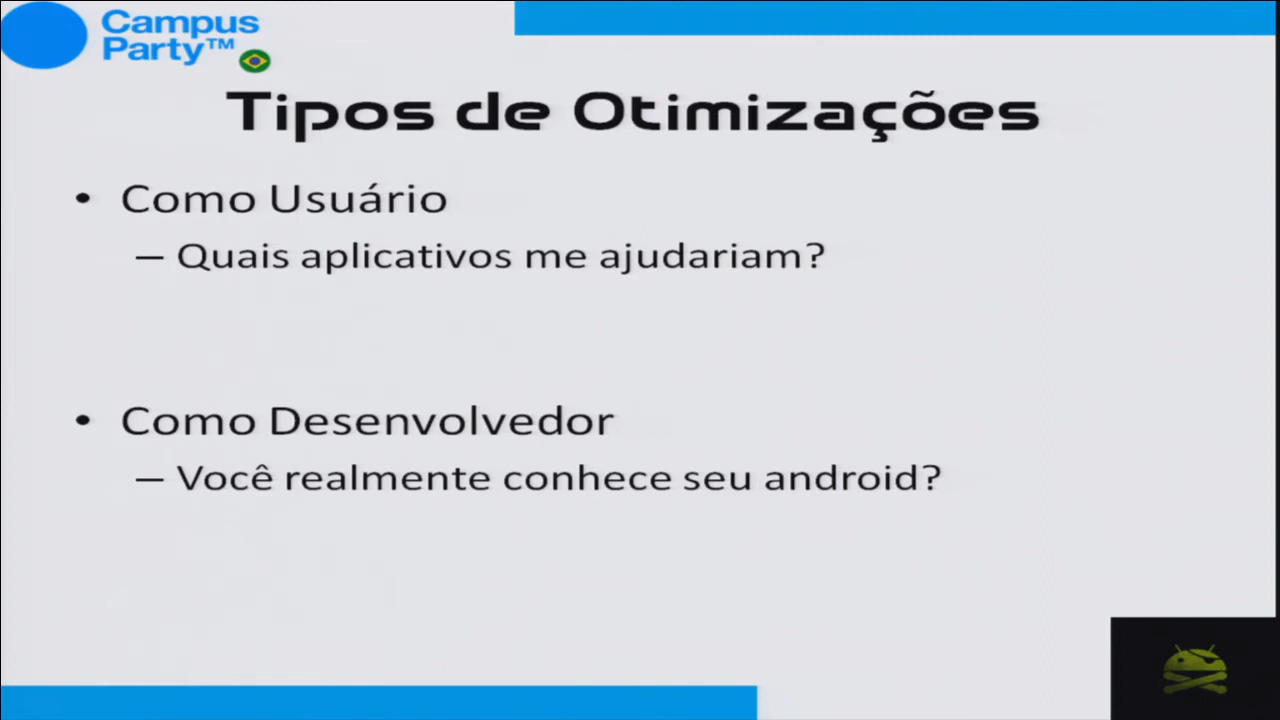 Campus
Party™
Tipos de Otimizações
• Como Usuário
– Quais aplicativos me ajudariam?
• Como Desenvolvedor
– Você realmente conhece seu android?